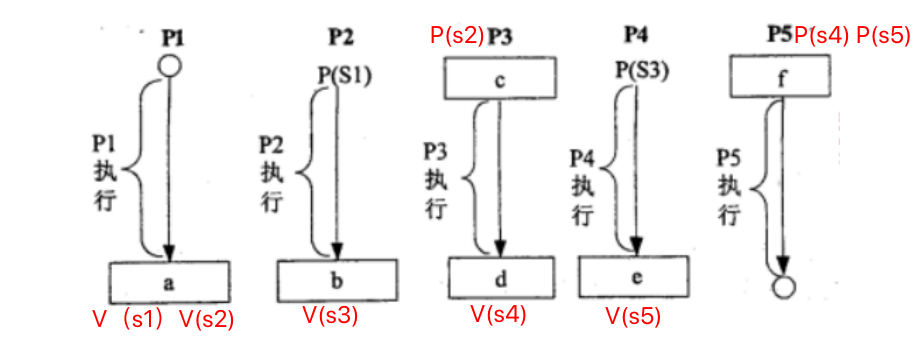 P1
P2
P(s2) P3
P4
P5 P(s4) P(s5)
P(S1)
c
P(S3)
f
P1
执
行
P2
执
行
P3
执
行
P4
执
行
P5
执
行
a
b
d
e
V （s1） V(s2)
V(s3)
V(s4)
V(s5)